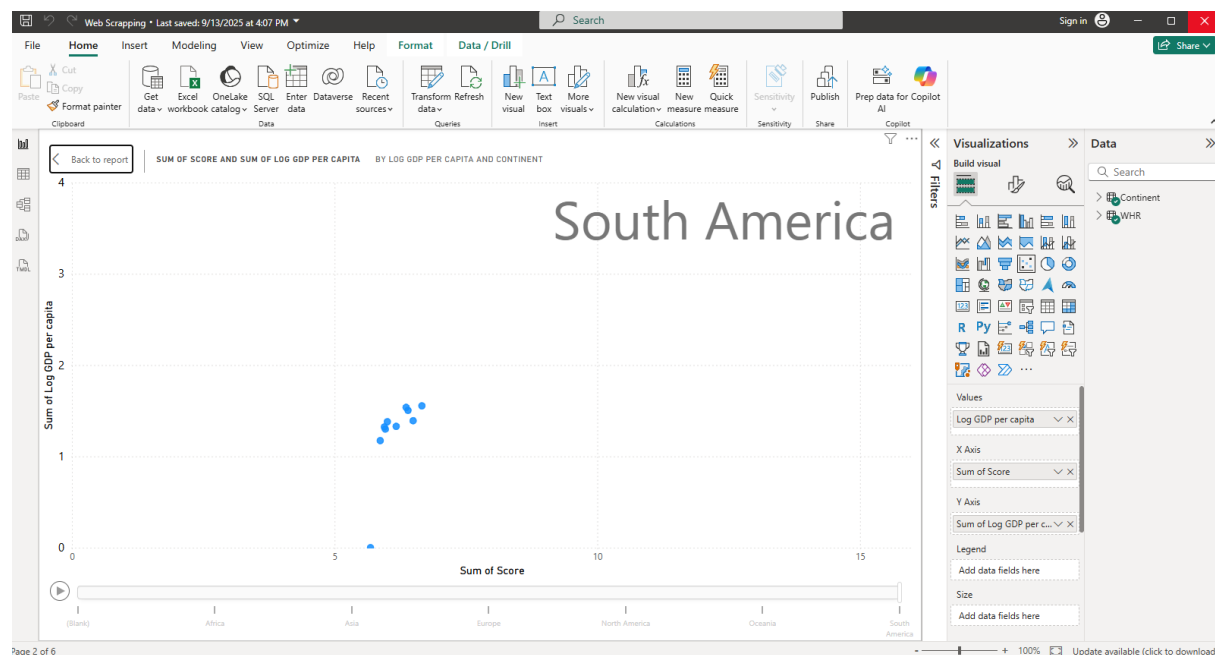 Web Scrapping • Last saved: 9/13/2025 at 4:07 PM
Search
Sign in
File Home Insert Modeling View Optimize Help Format Data / Drill
Share
Paste
Cut
Copy
Format painter
Clipboard
Get data
Excel workbook
OneLake catalog
SQL Server
Enter data
Dataverse
Recent sources
Data
Transform data
Refresh
Queries
New visual
Text box
More visuals
Insert
New visual calculation
New measure
Quick measure
Calculations
Sensitivity
Sensitivity
Publish
Share
Prep data for AI
Copilot
Copilot
Back to report
SUM OF SCORE AND SUM OF LOG GDP PER CAPITA BY LOG GDP PER CAPITA AND CONTINENT
South America
4
3
2
1
0
Sum of Log GDP per capita
0 5 10 15
Sum of Score
(Blank) Africa Asia Europe North America Oceania South America
Filters
Visualizations
Build visual
123
R Py
Values
Log GDP per capita
X Axis
Sum of Score
Y Axis
Sum of Log GDP per c...
Legend
Add data fields here
Size
Add data fields here
Data
Search
Continent
WHR
Page 2 of 6
- + 100%
Update available (click to download